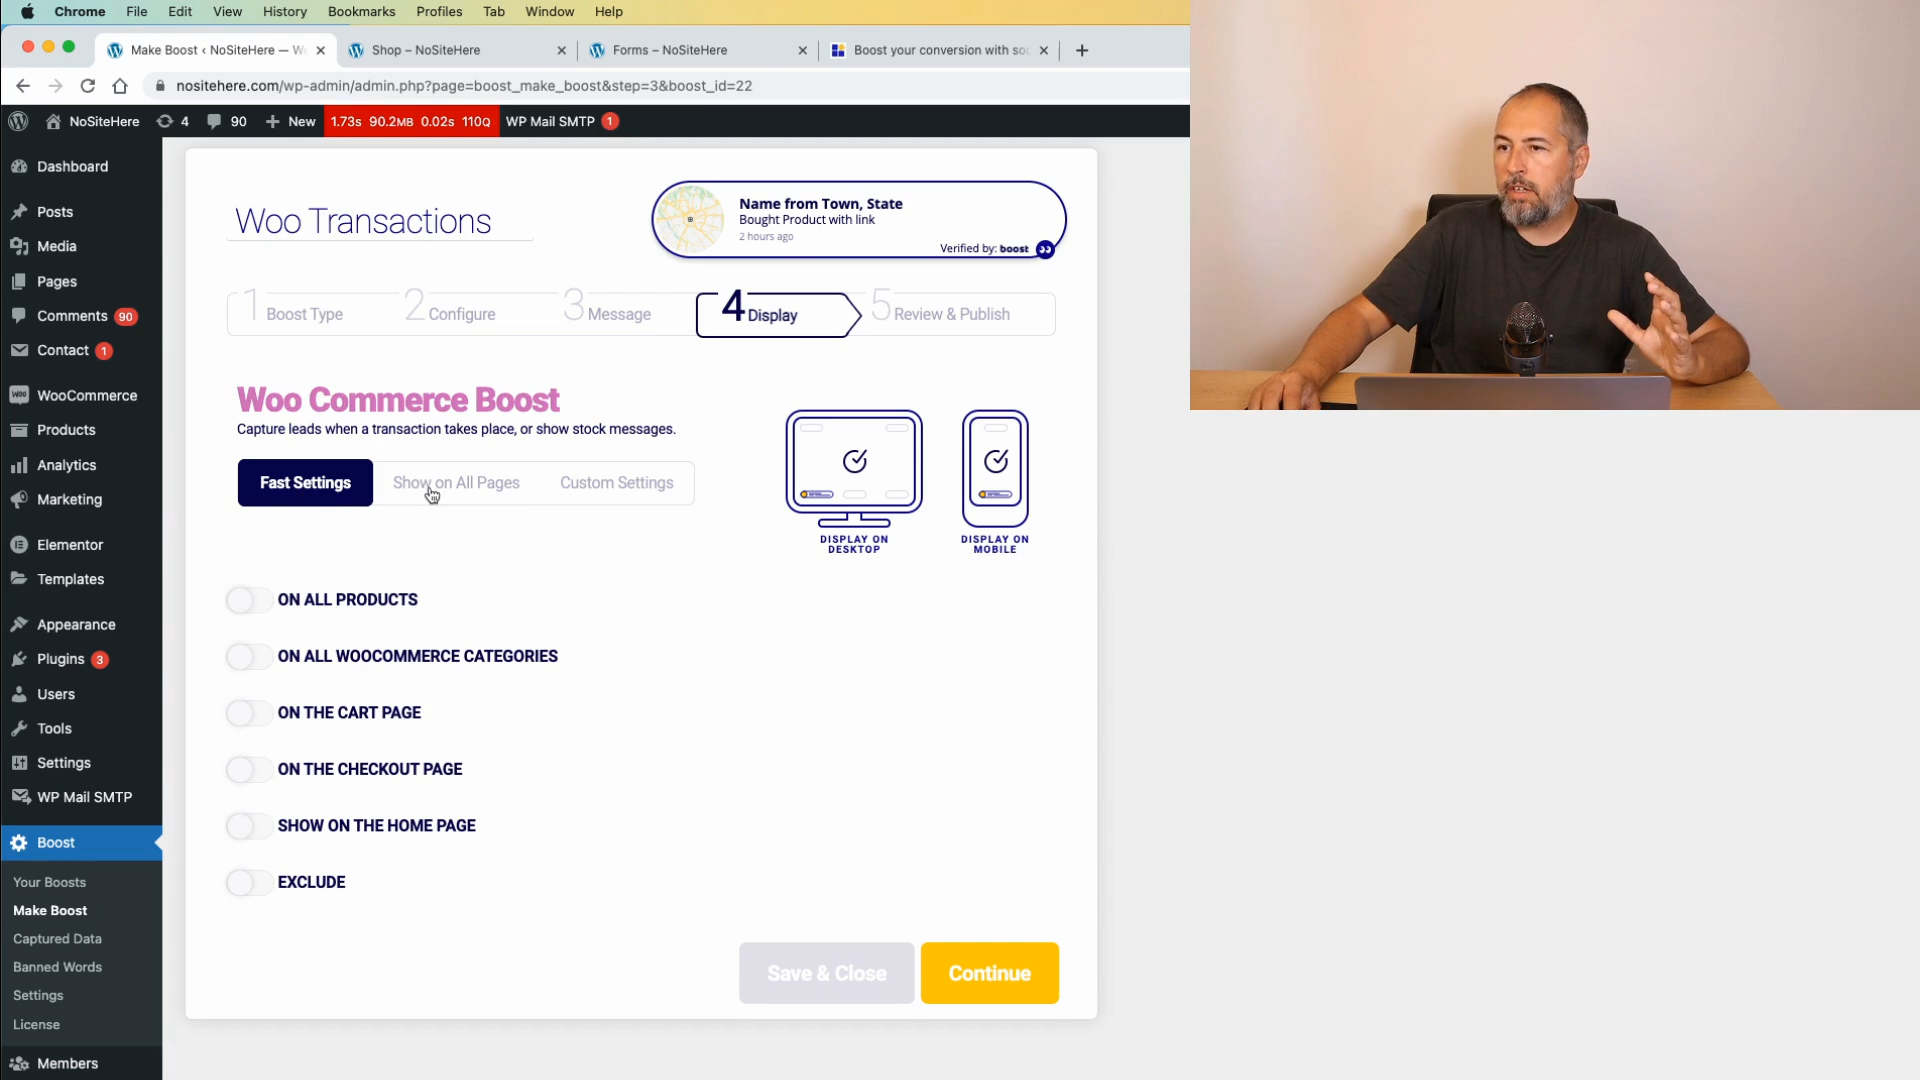 Chrome File Edit View History Bookmarks Profiles Tab Window Help
Make Boost ‹ NoSiteHere — W
Shop – NoSiteHere
Forms – NoSiteHere
Boost your conversion with so
nositehere.com/wp-admin/admin.php?page=boost_make_boost&step=3&boost_id=22
NoSiteHere 4 90 New 1.73s 90.2MB 0.02s 110Q WP Mail SMTP 1
Dashboard
Posts
Media
Pages
Comments 90
Contact 1
WooCommerce
Products
Analytics
Marketing
Elementor
Templates
Appearance
Plugins 3
Users
Tools
Settings
WP Mail SMTP
Boost
Your Boosts
Make Boost
Captured Data
Banned Words
Settings
License
Members
Woo Transactions
Name from Town, State
Bought Product with link
2 hours ago
Verified by: boost
1 Boost Type
2 Configure
3 Message
4 Display
5 Review & Publish
Woo Commerce Boost
Capture leads when a transaction takes place, or show stock messages.
Fast Settings
Show on All Pages
Custom Settings
DISPLAY ON
DESKTOP
DISPLAY ON
MOBILE
ON ALL PRODUCTS
ON ALL WOOCOMMERCE CATEGORIES
ON THE CART PAGE
ON THE CHECKOUT PAGE
SHOW ON THE HOME PAGE
EXCLUDE
Save & Close
Continue